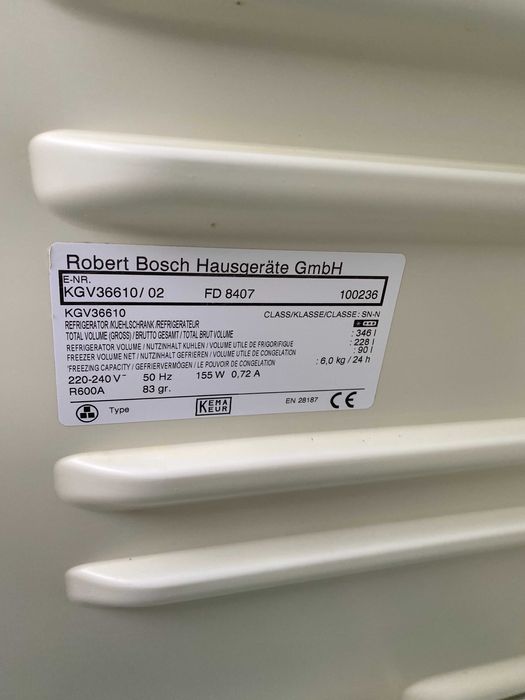 Robert Bosch Hausgeräte GmbH
E-NR.
KGV36610/ 02 FD 8407 100236
KGV36610 CLASS/KLASSE/CLASSE : SN-N
REFRIGERATOR /KUEHLSCHRANK /REFRIGERATEUR
TOTAL VOLUME (GROSS) / BRUTTO GESAMT / TOTAL BRUT VOLUME : 346 l
REFRIGERATOR VOLUME / NUTZINHALT KÜHLEN / VOLUME UTILE DE FRIGORIFIQUE : 228 l
FREEZER VOLUME NET / NUTZINHALT GEFRIEREN / VOLUME UTILE DE CONGELATION : 90 l
*FREEZING CAPACITY / GEFRIERVERMÖGEN / LE POUVOIR DE CONGELATION : 6,0 kg / 24 h
220-240 V~ 50 Hz 155 W 0,72 A
R600A 83 gr.
Type KEMA KEUR EN 28187 CE